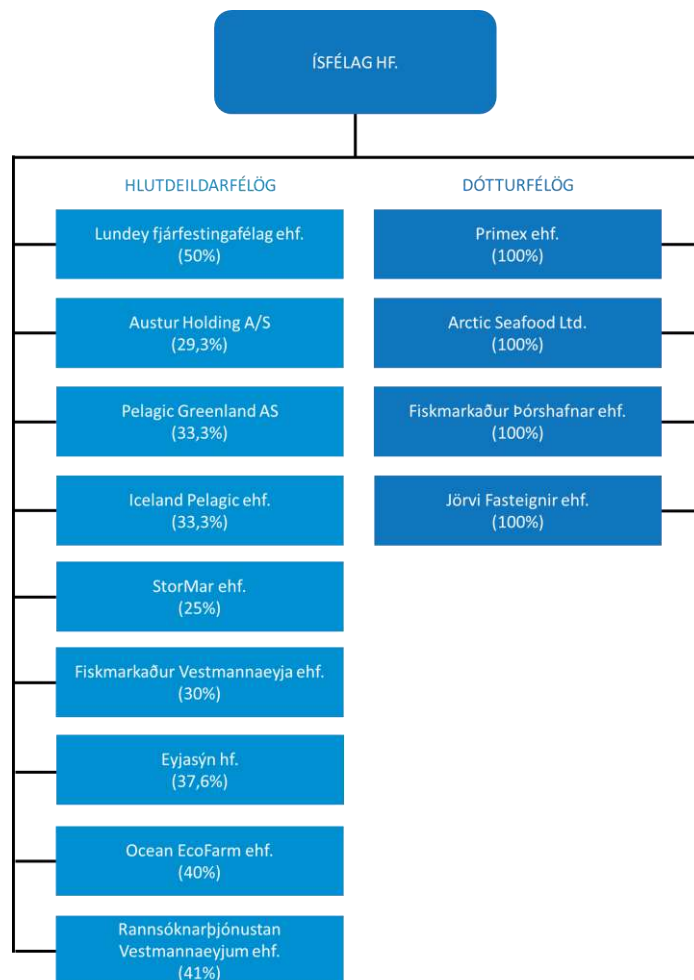 ÍSFÉLAG HF.
HLUTDEILDARFÉLÖG
Lundey fjárfestingafélag ehf.
(50%)
Austur Holding A/S
(29,3%)
Pelagic Greenland AS
(33,3%)
Iceland Pelagic ehf.
(33,3%)
StorMar ehf.
(25%)
Fiskmarkaður Vestmannaeyja ehf.
(30%)
Eyjasýn hf.
(37,6%)
Ocean EcoFarm ehf.
(40%)
Rannsóknarþjónustan
Vestmannaeyjum ehf.
(41%)
DÓTTURFÉLÖG
Primex ehf.
(100%)
Arctic Seafood Ltd.
(100%)
Fiskmarkaður Þórshafnar ehf.
(100%)
Jörvi Fasteignir ehf.
(100%)